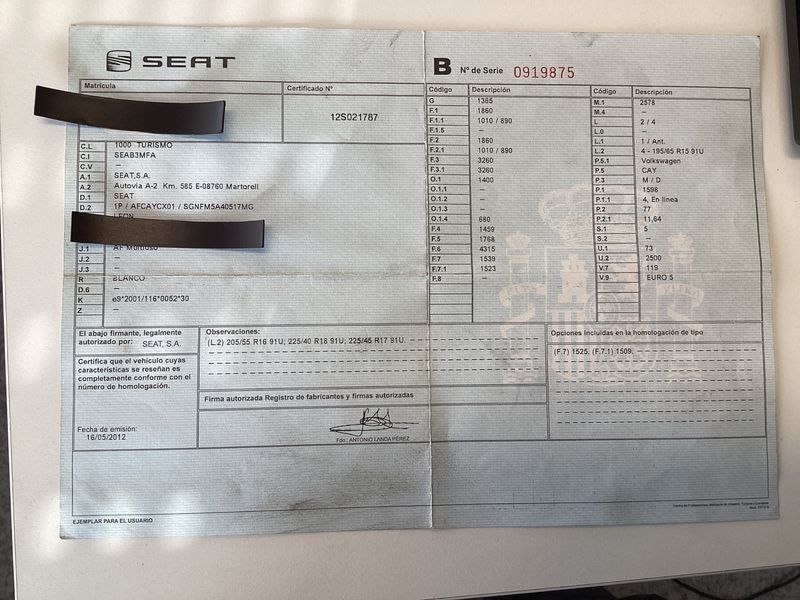 SEAT
B Nº de Serie 0919875
Matrícula
Certificado Nº
12S021787
C.L 1000 TURISMO
C.I SEAB3MFA
C.V –
A.1 SEAT,S.A.
A.2 Autovia A-2 Km. 585 E-08760 Martorell
D.1 SEAT
D.2 1P / AFCAYCX01 / SGNFM5A40517MG
LEON
J.1 AF Multiuso
J.2 –
J.3 –
R BLANCO
D.6 –
K e9*2001/116*0052*30
Z –
Código Descripción
G 1365
F.1 1860
F.1.1 1010 / 890
F.1.5 –
F.2 1860
F.2.1 1010 / 890
F.3 3260
F.3.1 3260
O.1 1400
O.1.1 –
O.1.2 –
O.1.3 –
O.1.4 680
F.4 1459
F.5 1768
F.6 4315
F.7 1539
F.7.1 1523
F.8 –
Código Descripción
M.1 2578
M.4 –
L 2 / 4
L.0 –
L.1 1 / Ant.
L.2 4 - 195/65 R15 91U
P.5.1 Volkswagen
P.5 CAY
P.3 M / D
P.1 1598
P.1.1 4, En línea
P.2 77
P.2.1 11,64
S.1 5
S.2 –
U.1 73
U.2 2500
V.7 119
V.9 EURO 5
El abajo firmante, legalmente
autorizado por: SEAT, S.A.
Certifica que el vehículo cuyas
características se reseñan es
completamente conforme con el
número de homologación.
Fecha de emisión:
16/05/2012
Observaciones:
(L.2) 205/55 R16 91U; 225/40 R18 91U; 225/45 R17 91U.
Firma autorizada Registro de fabricantes y firmas autorizadas
Fdo.: ANTONIO LANDA PÉREZ
Opciones incluidas en la homologación de tipo
(F.7) 1525. (F.7.1) 1509.
EJEMPLAR PARA EL USUARIO